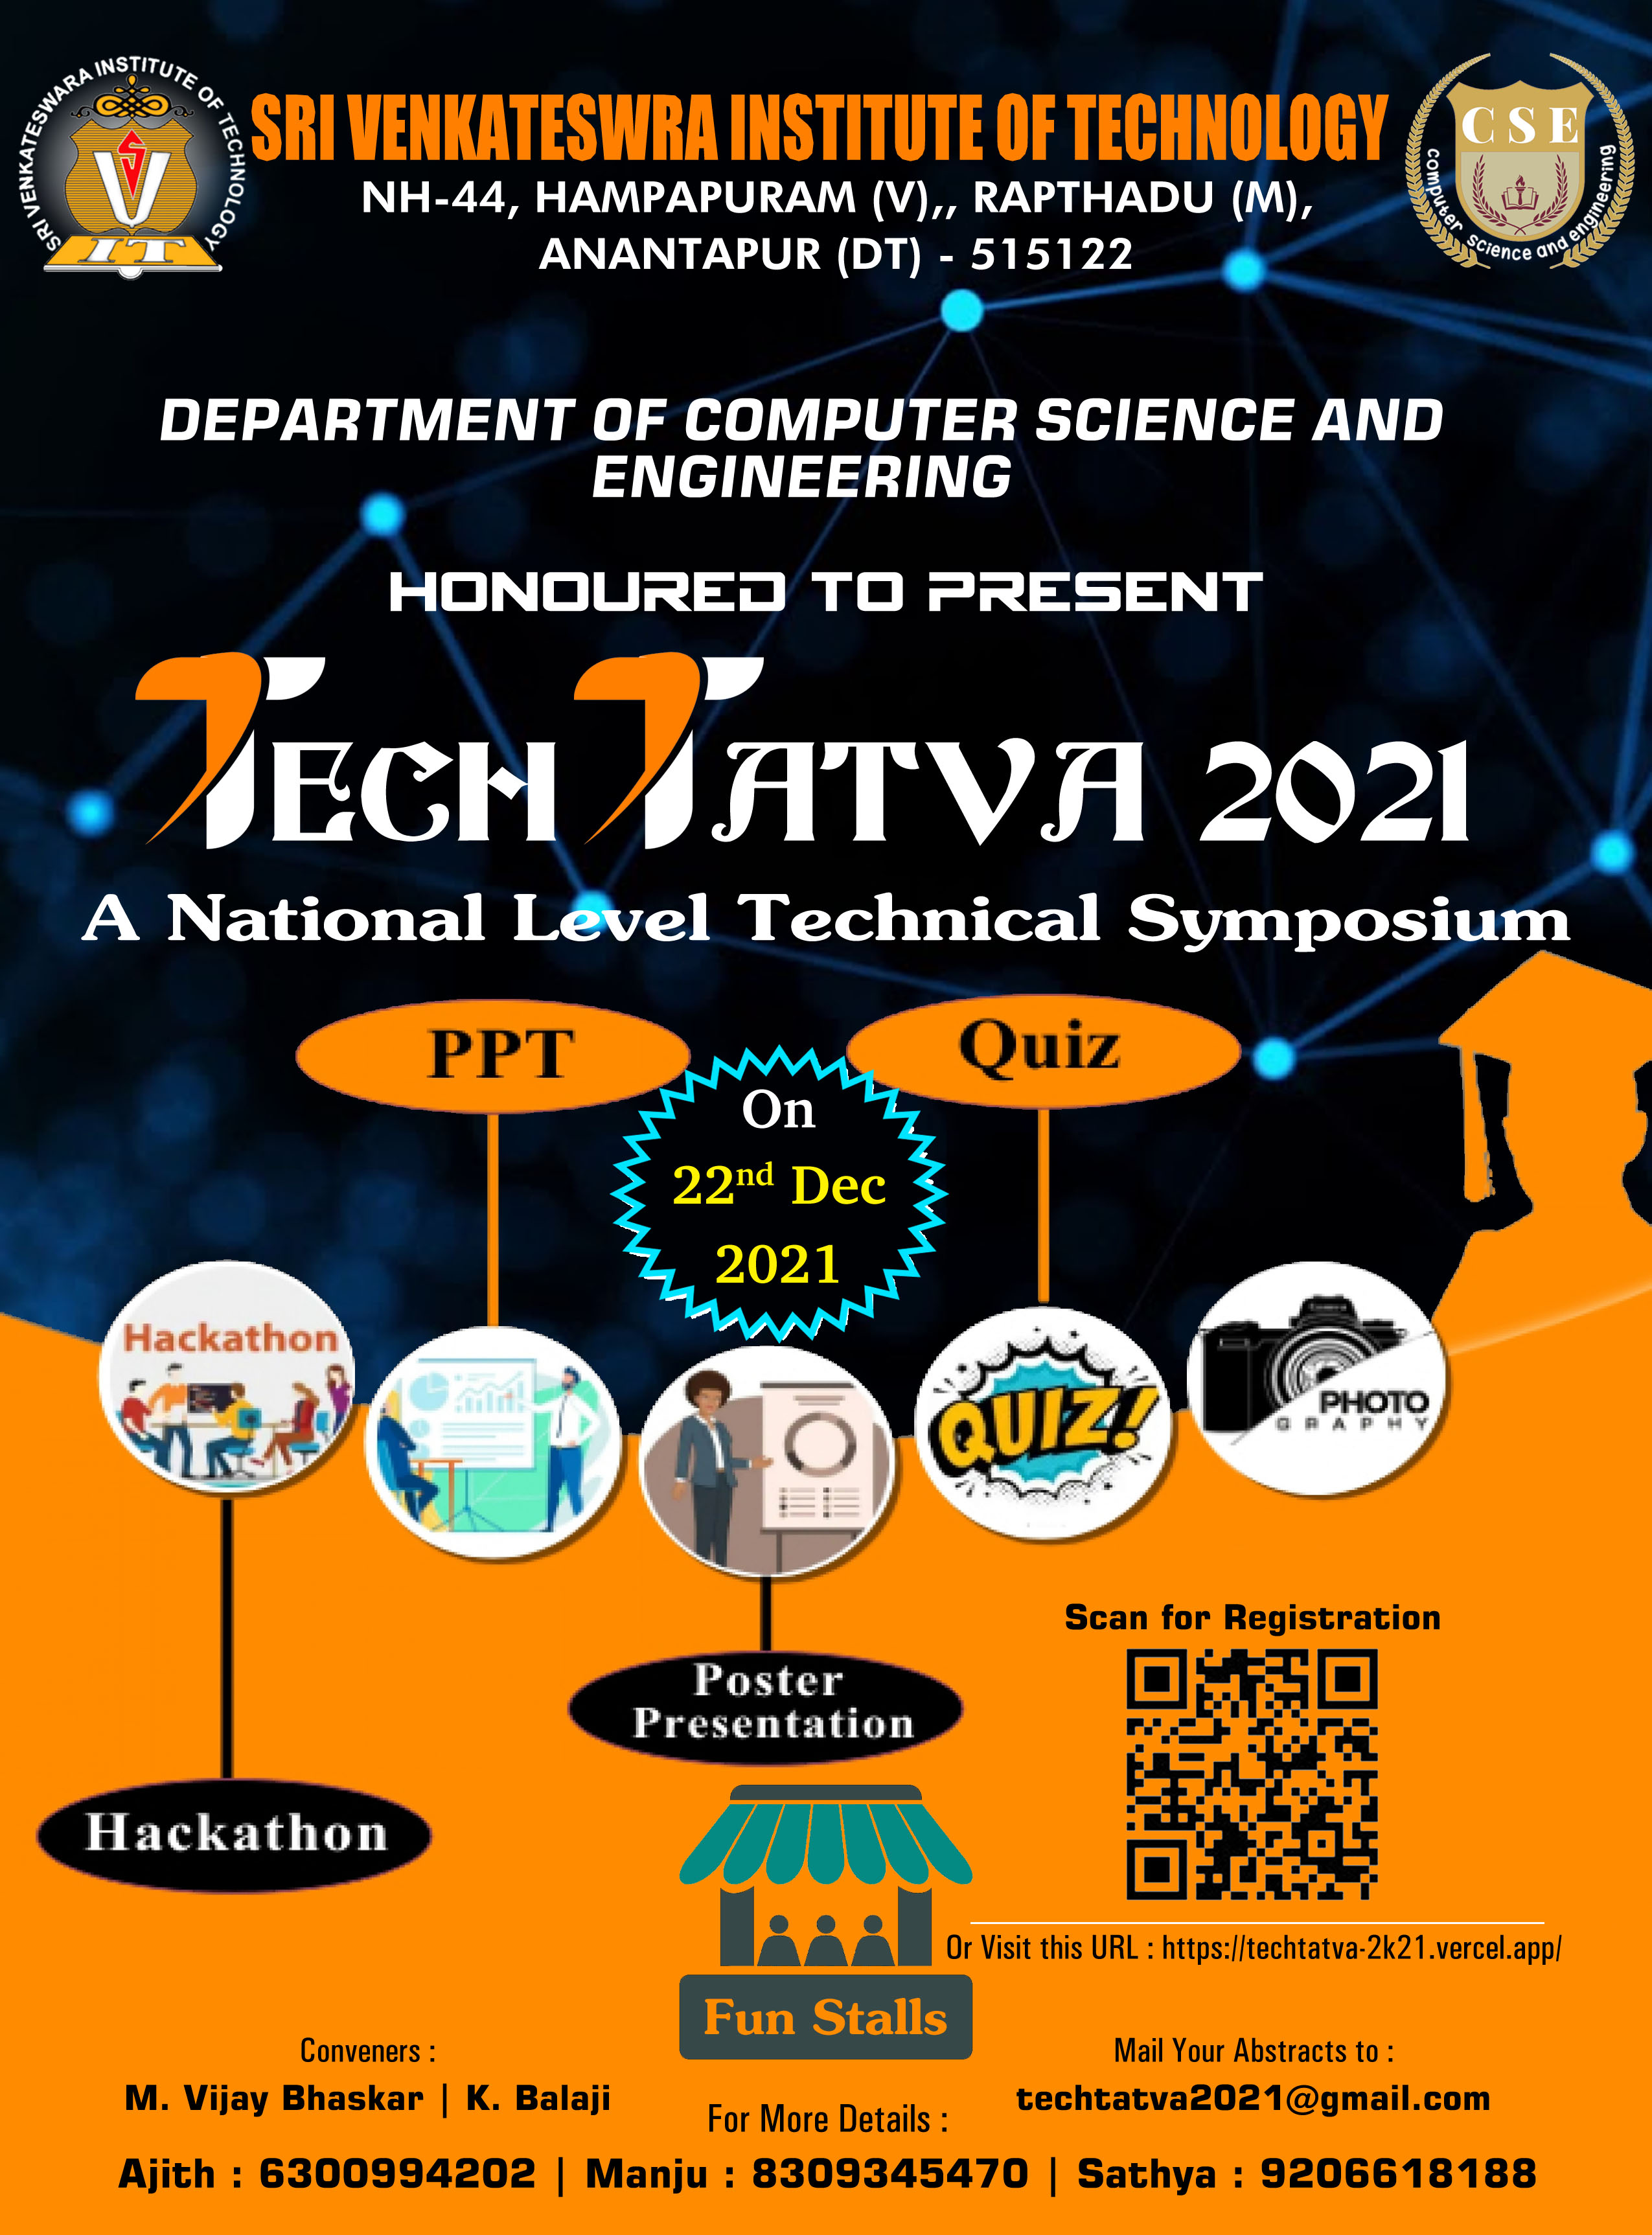 SRI VENKATESWARA INSTITUTE OF TECHNOLOGY
SV
IT
SRI VENKATESWRA INSTITUTE OF TECHNOLOGY
NH-44, HAMPAPURAM (V),, RAPTHADU (M),
ANANTAPUR (DT) - 515122
CSE
computer science and engineering
DEPARTMENT OF COMPUTER SCIENCE AND
ENGINEERING
HONOURED TO PRESENT
TECH TATVA 2021
A National Level Technical Symposium
PPT
Quiz
On
22nd Dec
2021
Hackathon
QUIZ!
PHOTO
GRAPHY
Scan for Registration
Poster
Presentation
Hackathon
Or Visit this URL : https://techtatva-2k21.vercel.app/
Fun Stalls
Conveners :
M. Vijay Bhaskar | K. Balaji
Mail Your Abstracts to :
techtatva2021@gmail.com
For More Details :
Ajith : 6300994202 | Manju : 8309345470 | Sathya : 9206618188